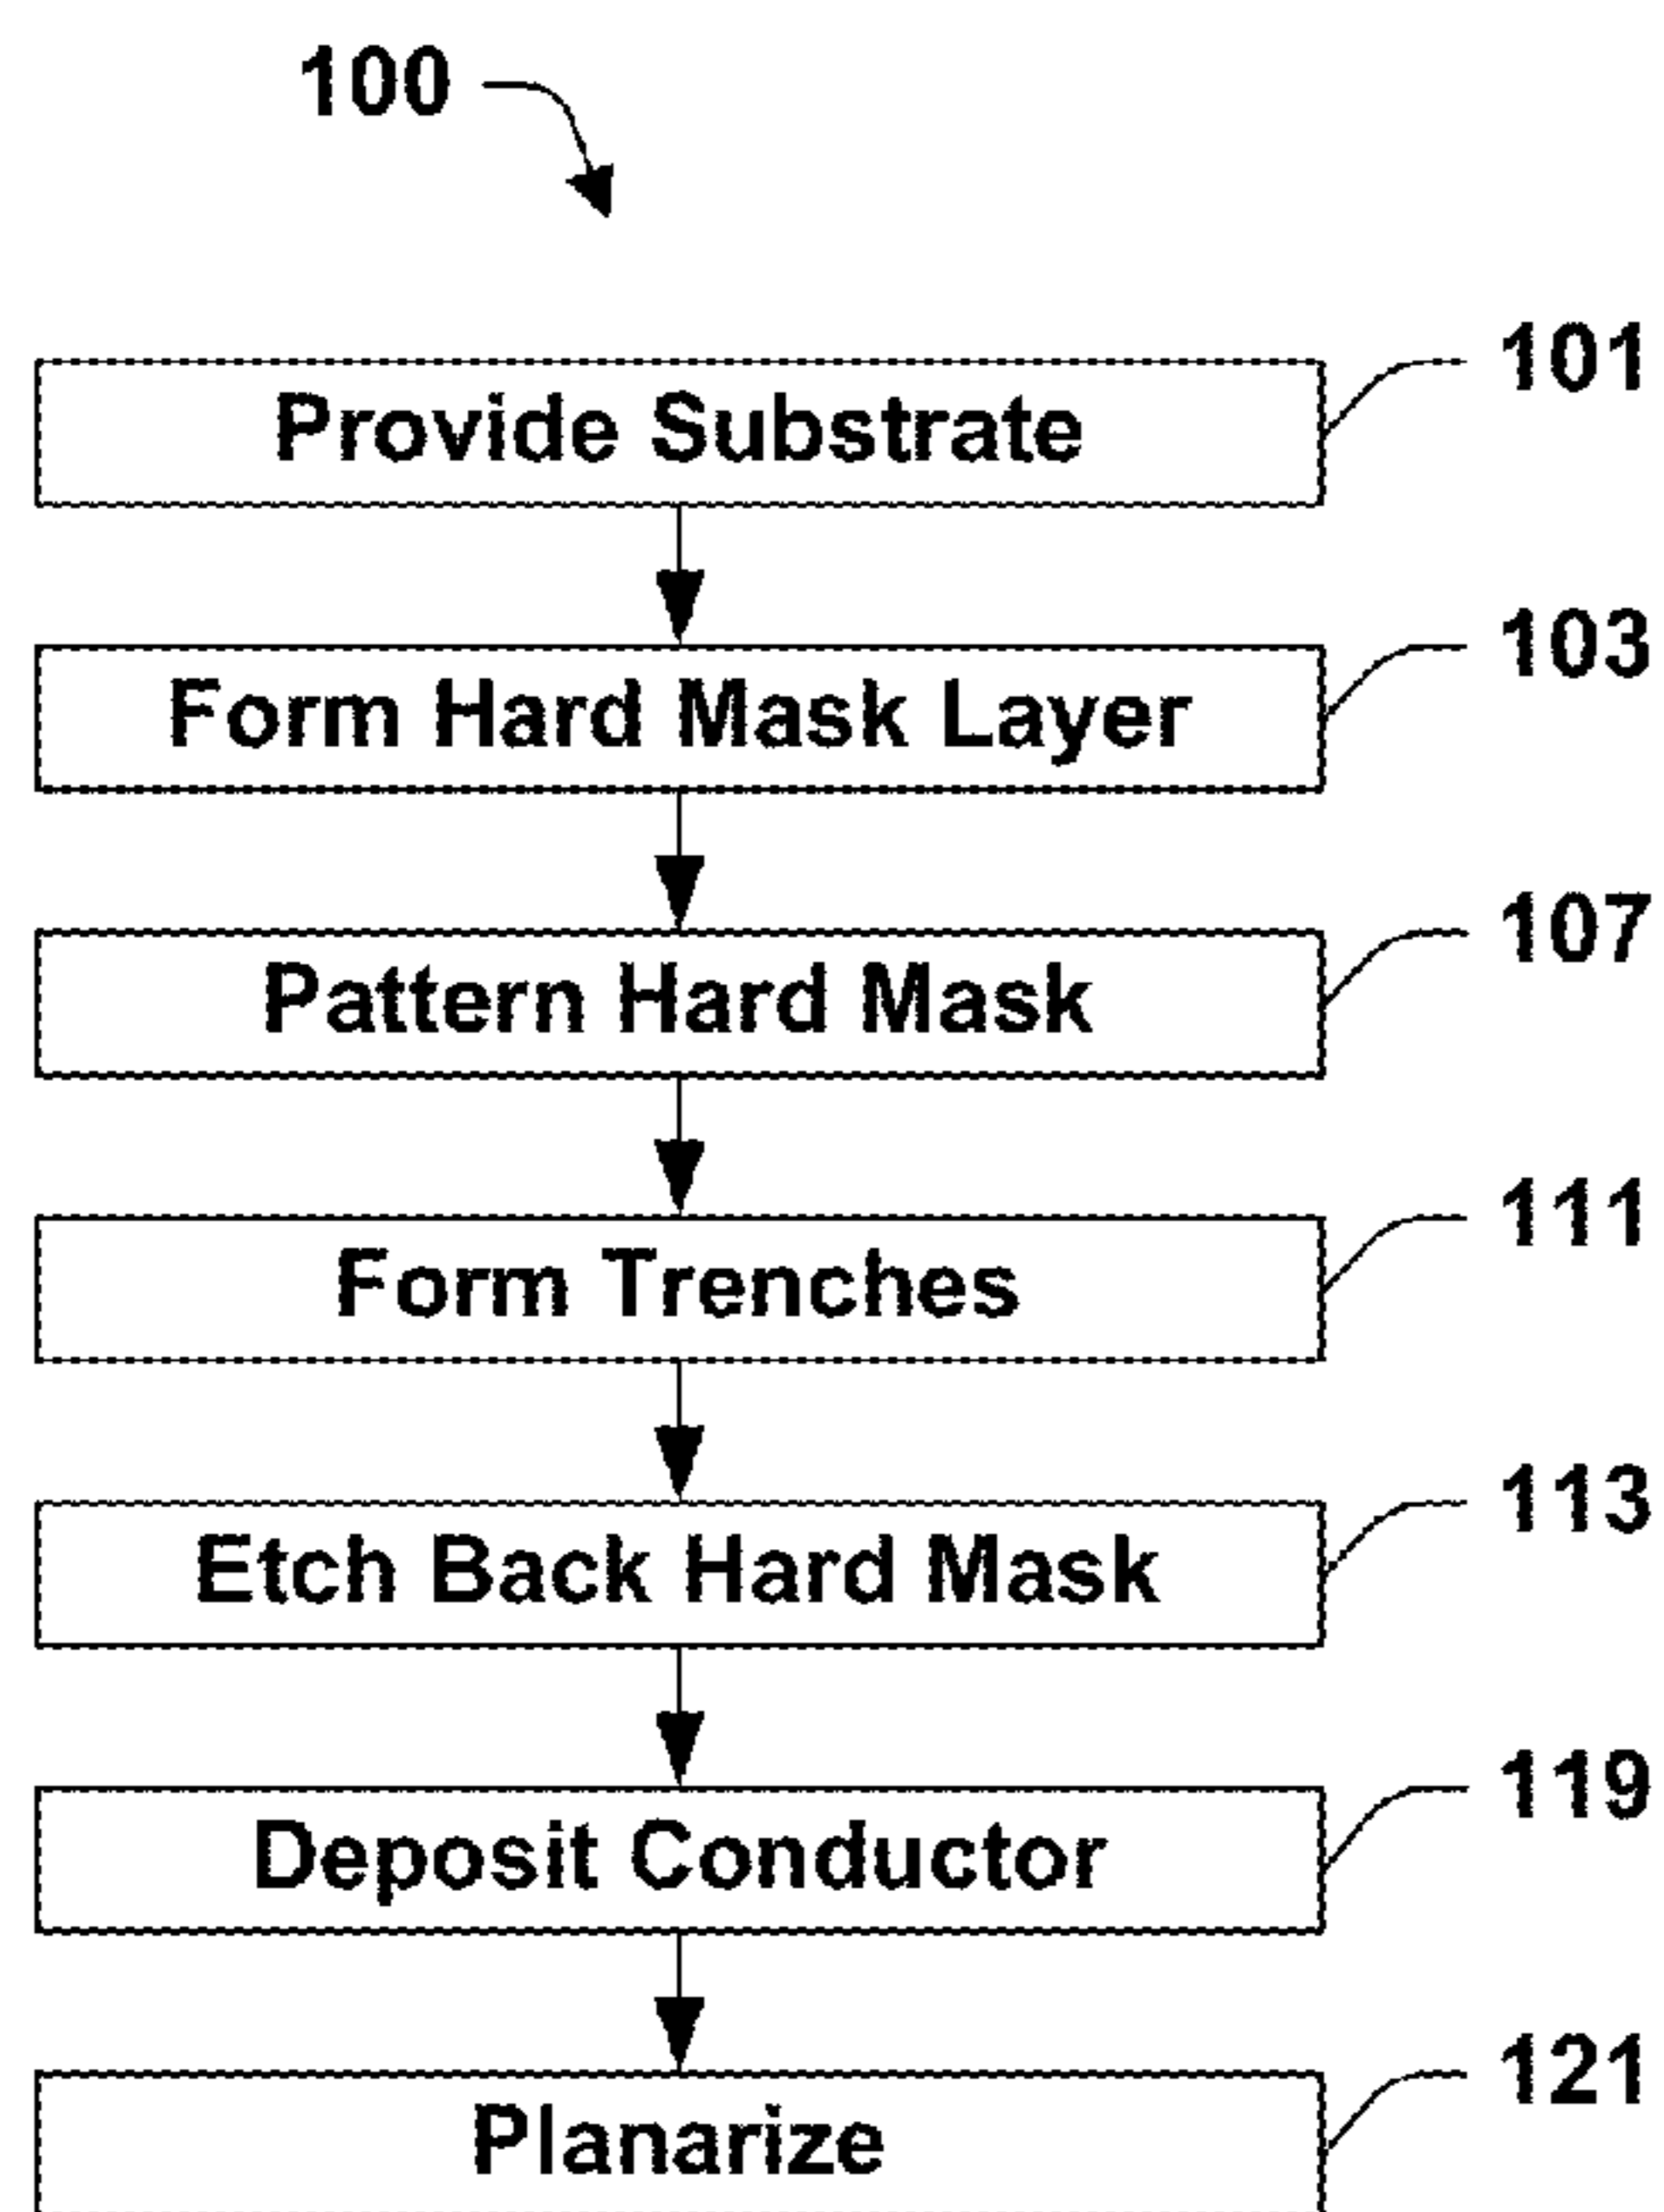 100
Provide Substrate 101
Form Hard Mask Layer 103
Pattern Hard Mask 107
Form Trenches 111
Etch Back Hard Mask 113
Deposit Conductor 119
Planarize 121